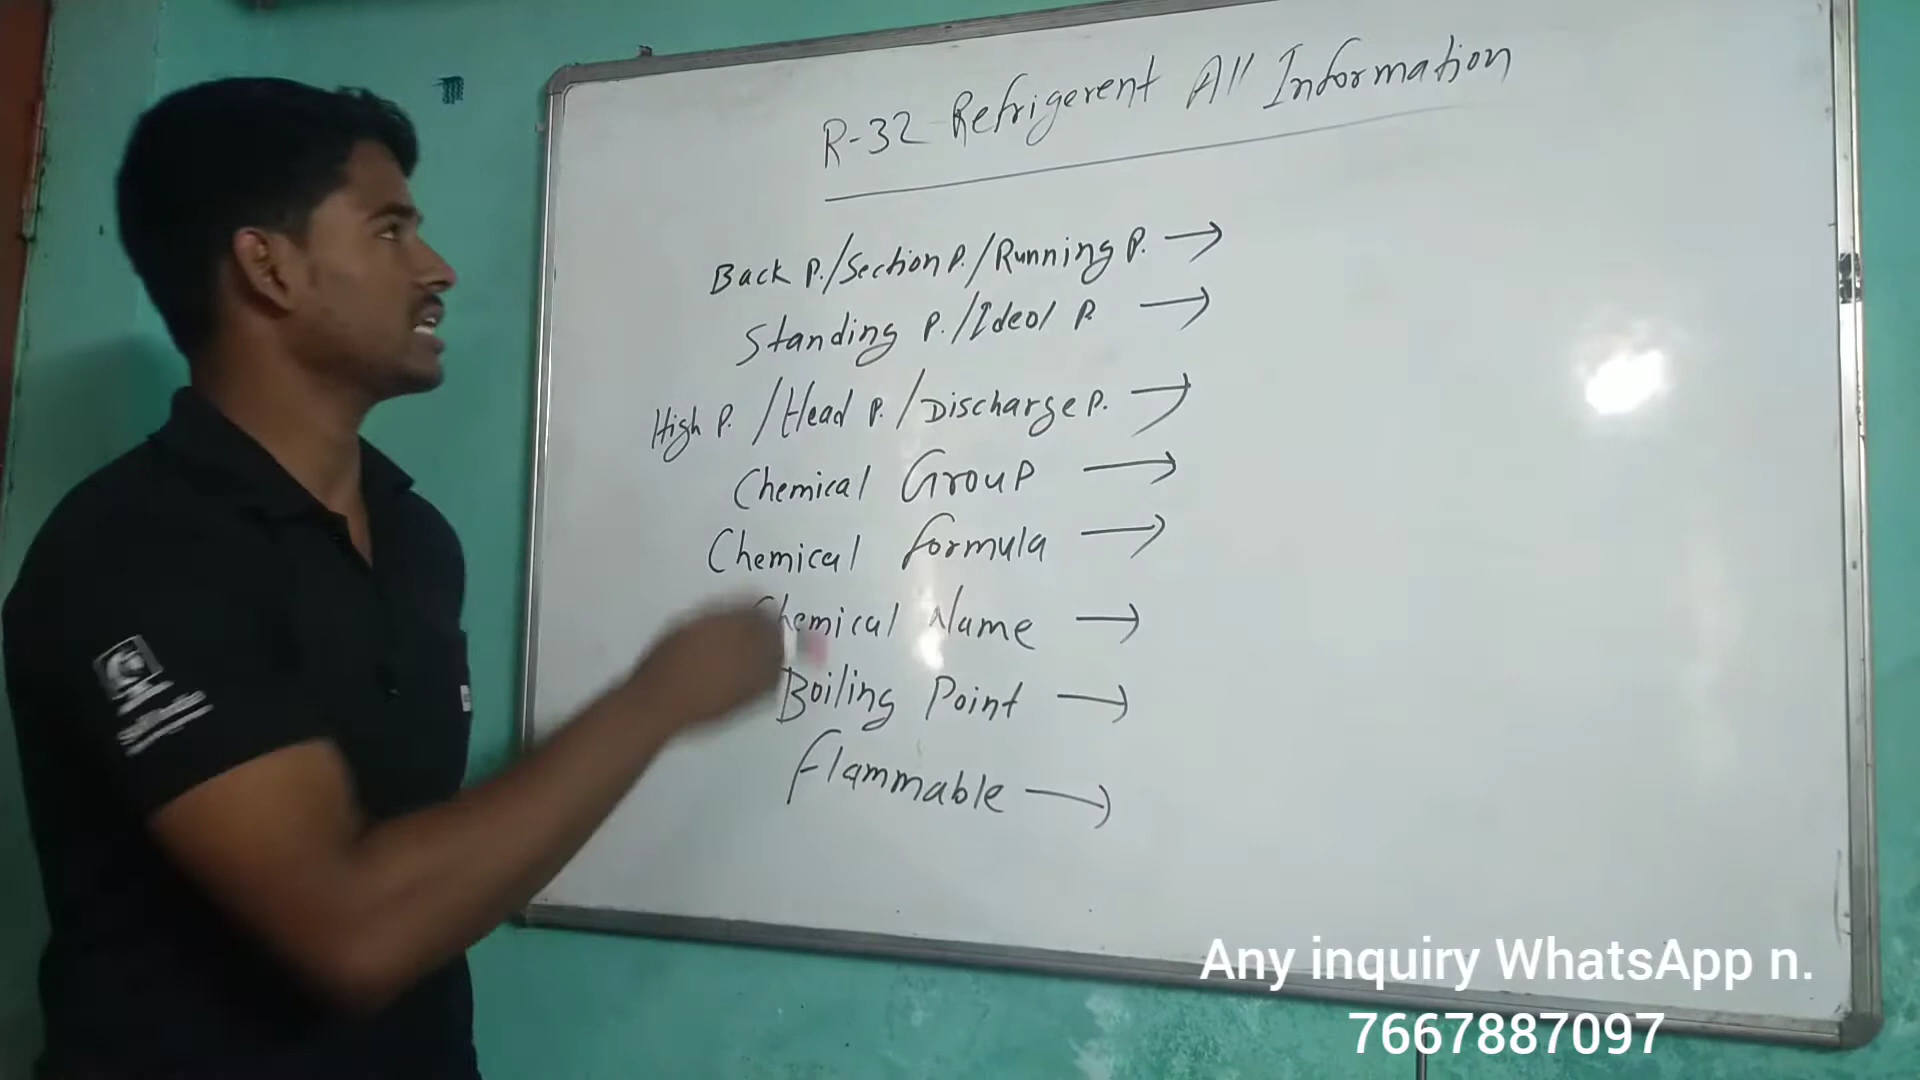 R-32 Refrigerent All Information
Back P./Section P./Running P. →
Standing P./Ideol P. →
High P. /Head P. /Discharge P. →
Chemical Group →
Chemical formula →
Chemical Name →
Boiling Point →
flammable →
Any inquiry WhatsApp n.
7667887097